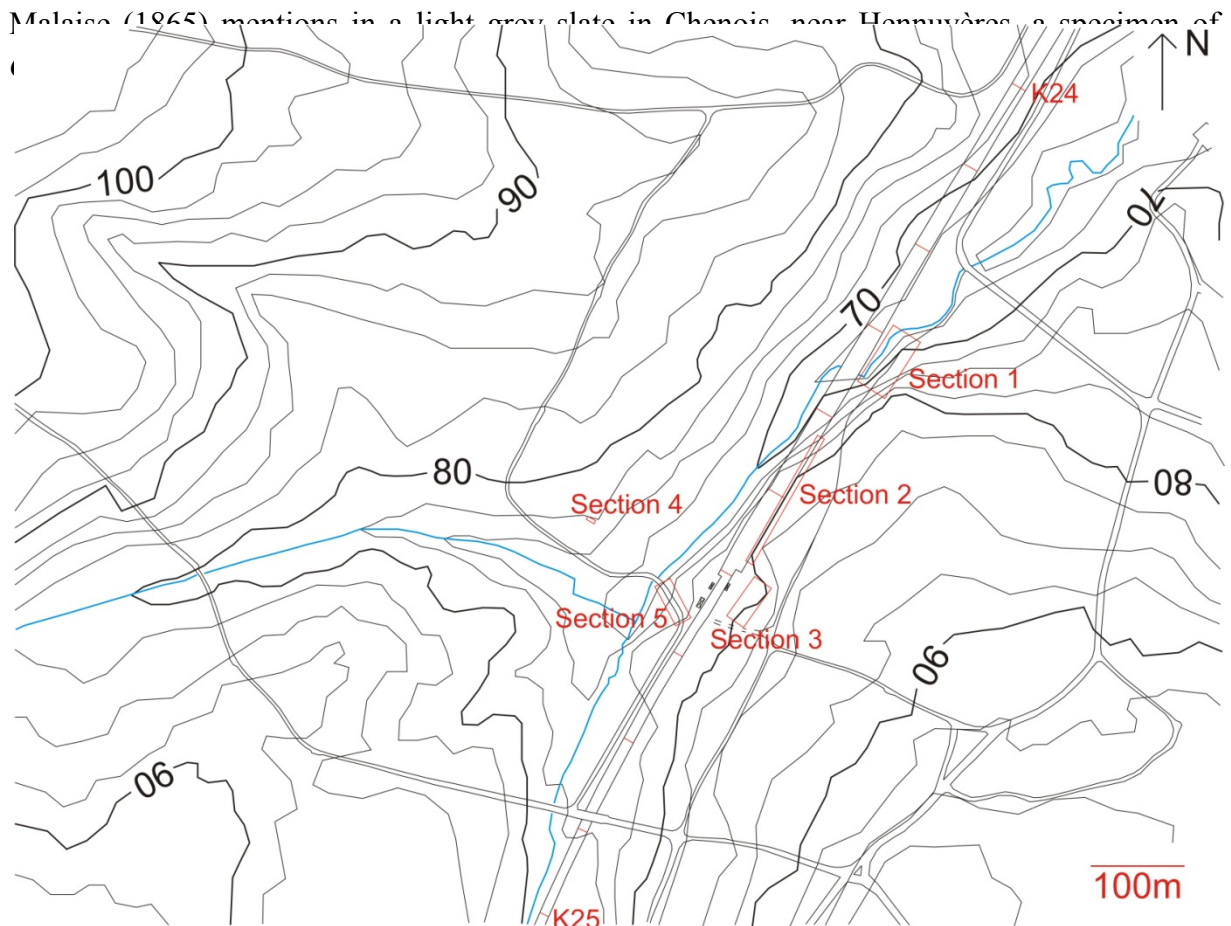 Malaise (1865) mentions in a light grey slate in Chenois, near Hennuyères, a specimen of
N
K24
100
90
70
70
Section 1
80
Section 2
80
Section 4
Section 5
Section 3
90
90
100m
K25